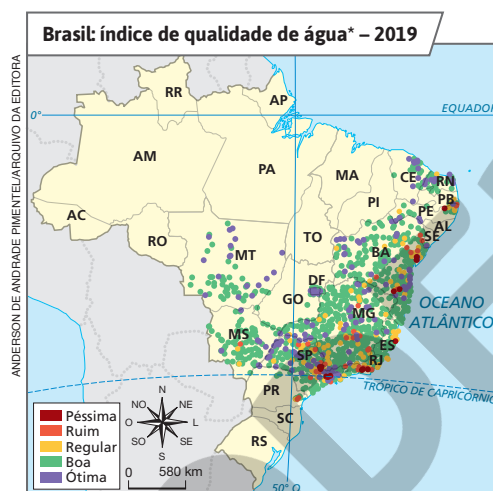 Brasil: índice de qualidade de água* – 2019
ANDERSON DE ANDRADE PIMENTEL/ARQUIVO DA EDITORA
RR
AP
EQUADOR
0°
AM
PA
MA
CE
RN
PB
PI
PE
AL
SE
AC
TO
RO
BA
MT
DF
GO
OCEANO
ATLÂNTICO
MG
MS
ES
SP
RJ
TRÓPICO DE CAPRICÓRNIO
PR
SC
RS
Péssima
Ruim
Regular
Boa
Ótima
N
NO
NE
O
L
SO
SE
S
0
580 km
50° O